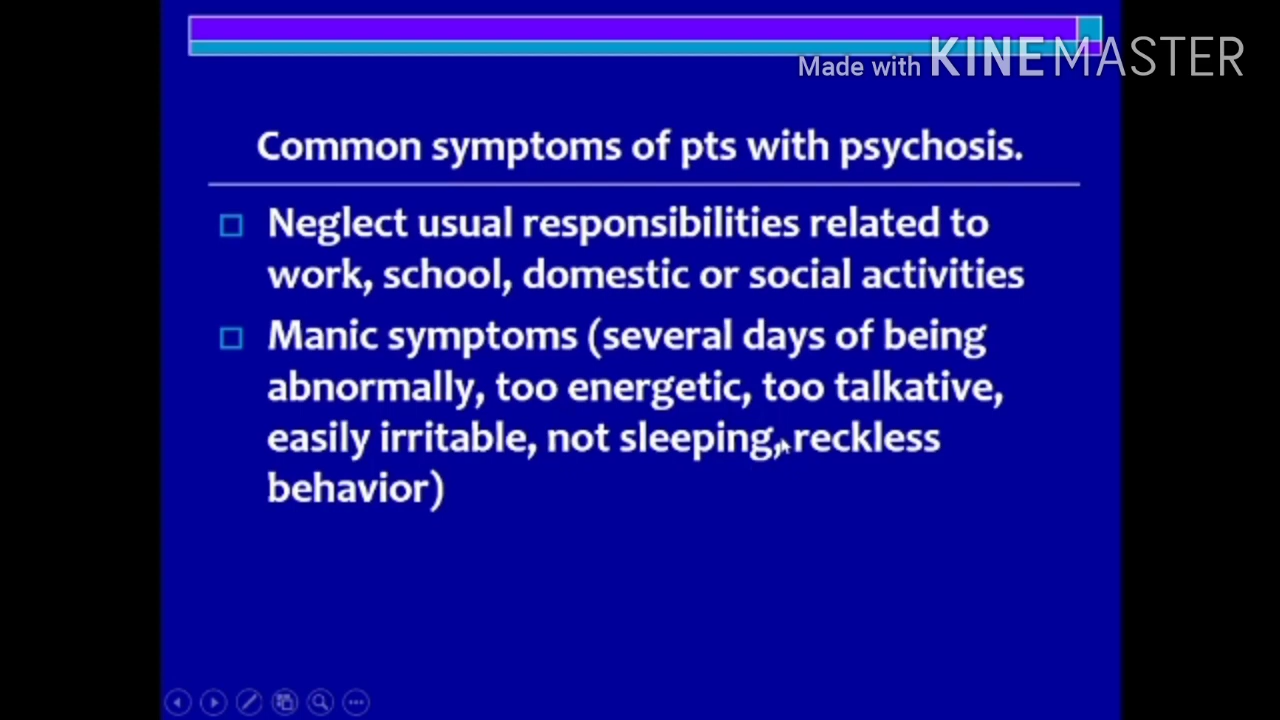 Made with KINEMASTER
Common symptoms of pts with psychosis.
Neglect usual responsibilities related to
work, school, domestic or social activities
Manic symptoms (several days of being
abnormally, too energetic, too talkative,
easily irritable, not sleeping, reckless
behavior)